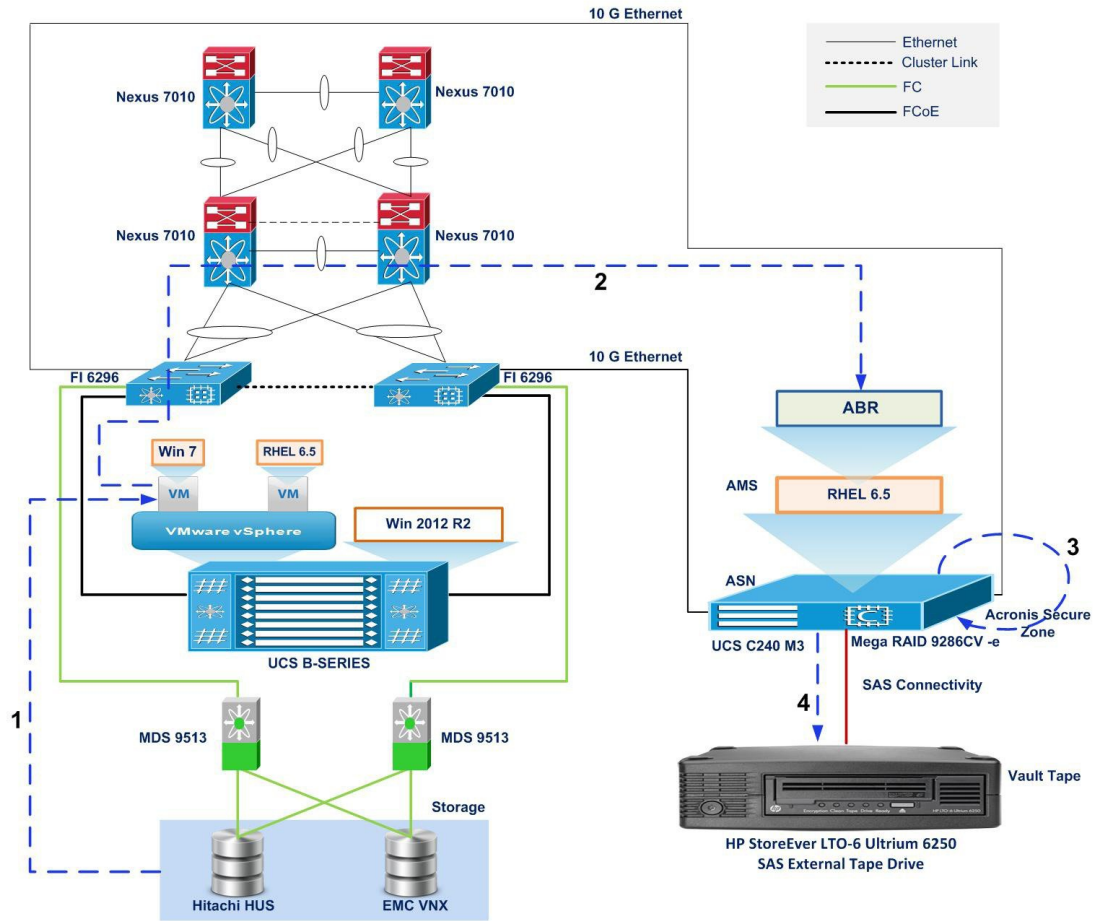 10 G Ethernet
Ethernet
Cluster Link
FC
FCoE
Nexus 7010
Nexus 7010
Nexus 7010
Nexus 7010
2
10 G Ethernet
FI 6296
FI 6296
ABR
Win 7
RHEL 6.5
VM
VM
VMware vSphere
Win 2012 R2
AMS
RHEL 6.5
3
ASN
Acronis Secure
Zone
UCS C240 M3
Mega RAID 9286CV -e
UCS B-SERIES
SAS Connectivity
4
1
MDS 9513
MDS 9513
Vault Tape
Storage
HP StoreEver LTO-6 Ultrium 6250
SAS External Tape Drive
Hitachi HUS
EMC VNX